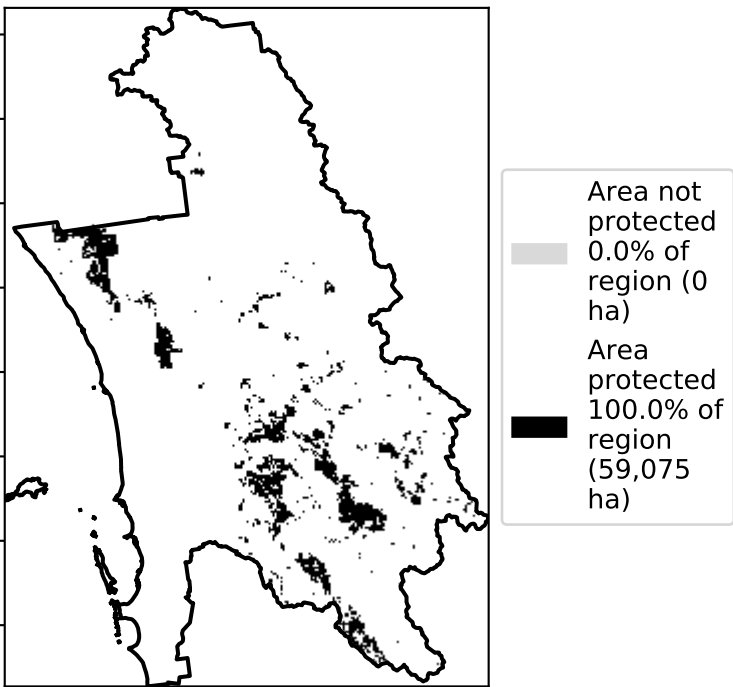 Area not
protected
0.0% of
region (0
ha)
Area
protected
100.0% of
region
(59,075
ha)